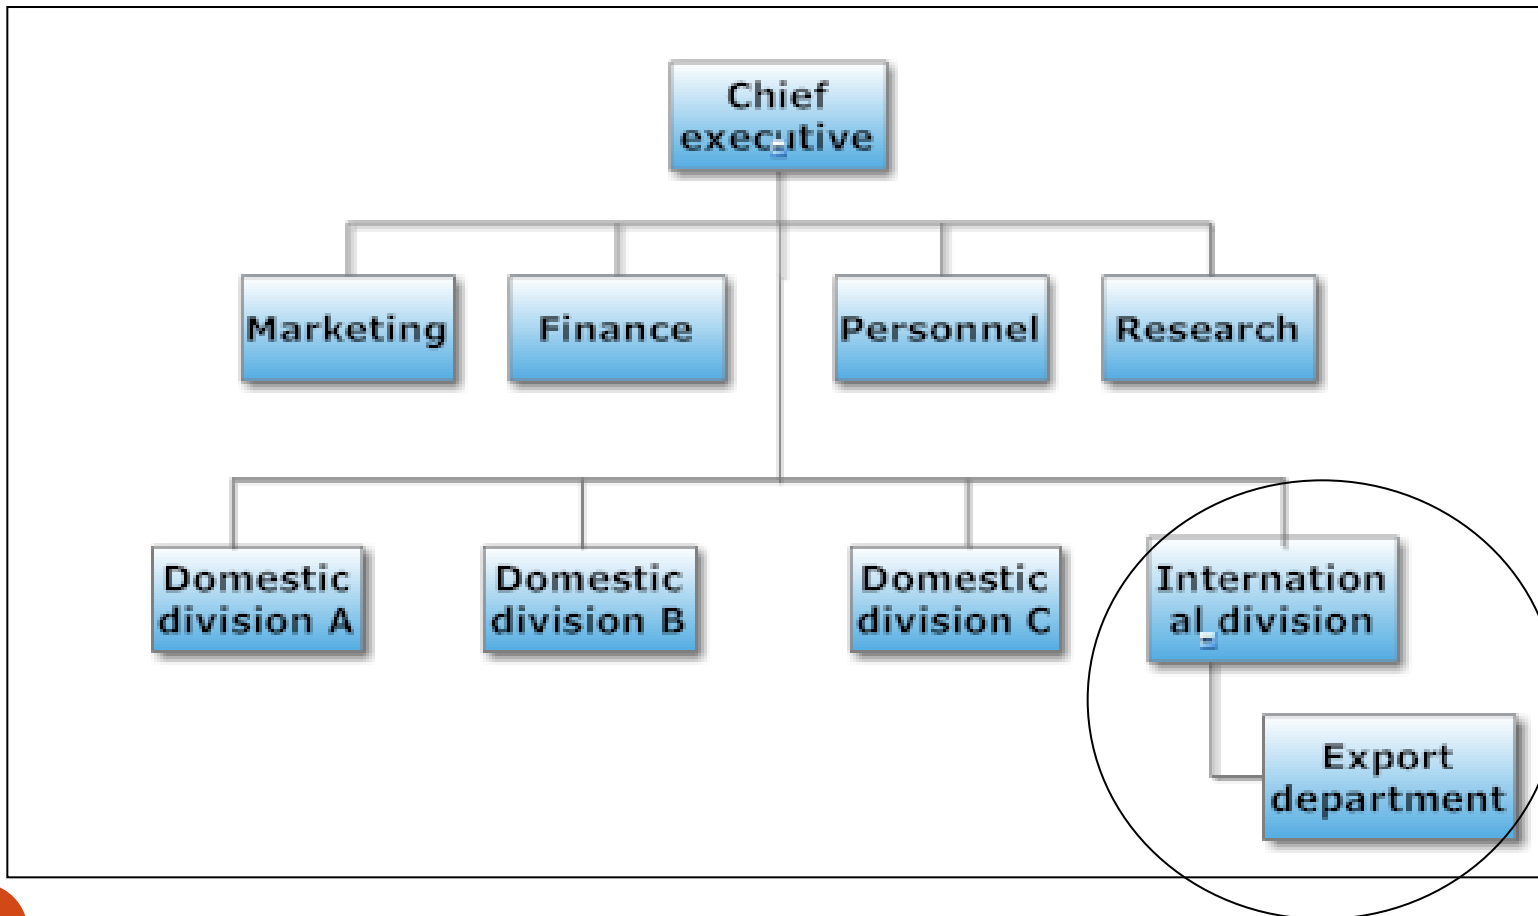 Chief
executive
Marketing
Finance
Personnel
Research
Domestic
division A
Domestic
division B
Domestic
division C
Internation
al division
Export
department